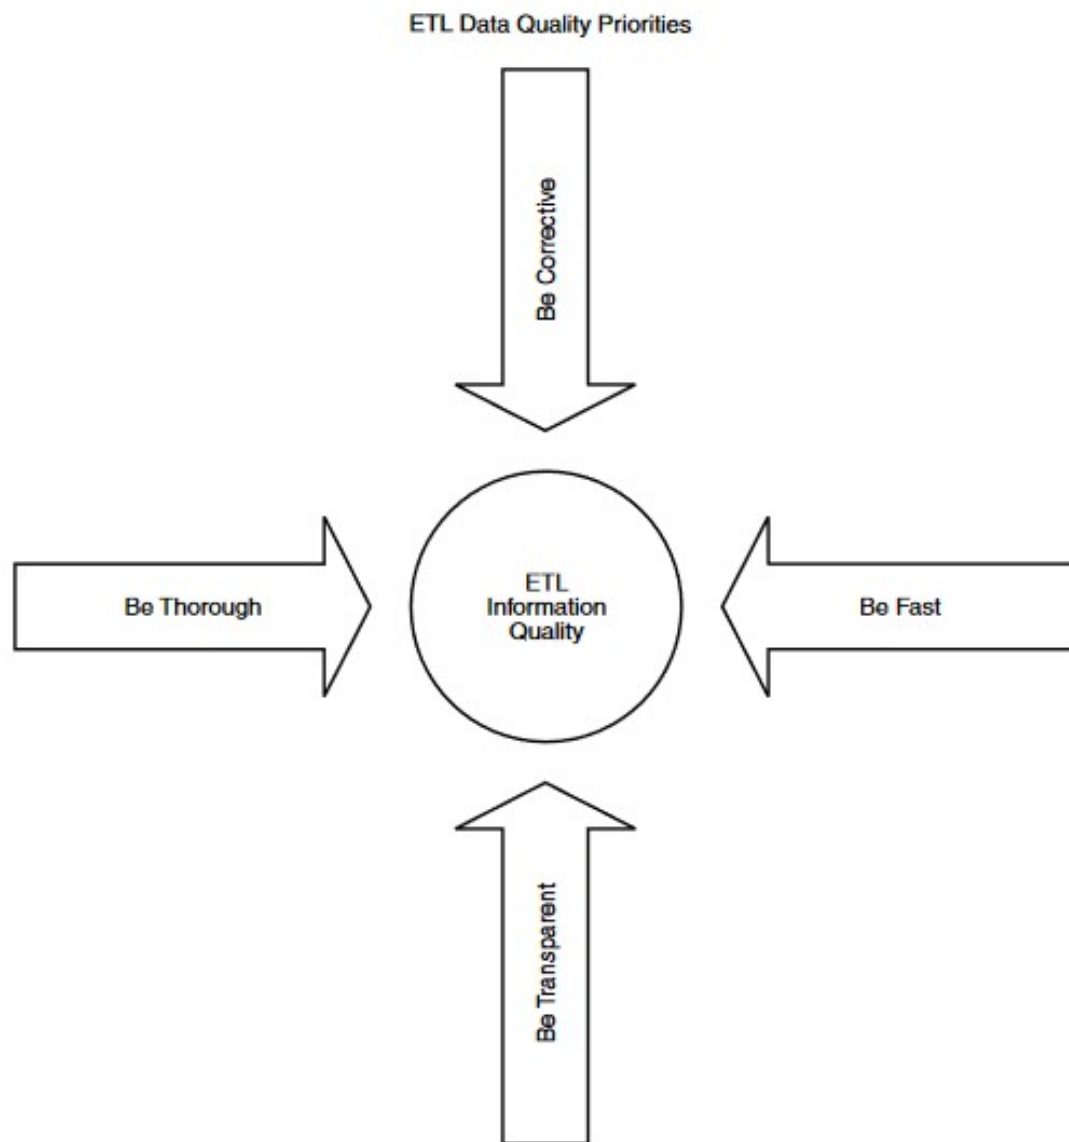 ETL Data Quality Priorities
Be Corrective
Be Thorough
ETL
Information
Quality
Be Fast
Be Transparent